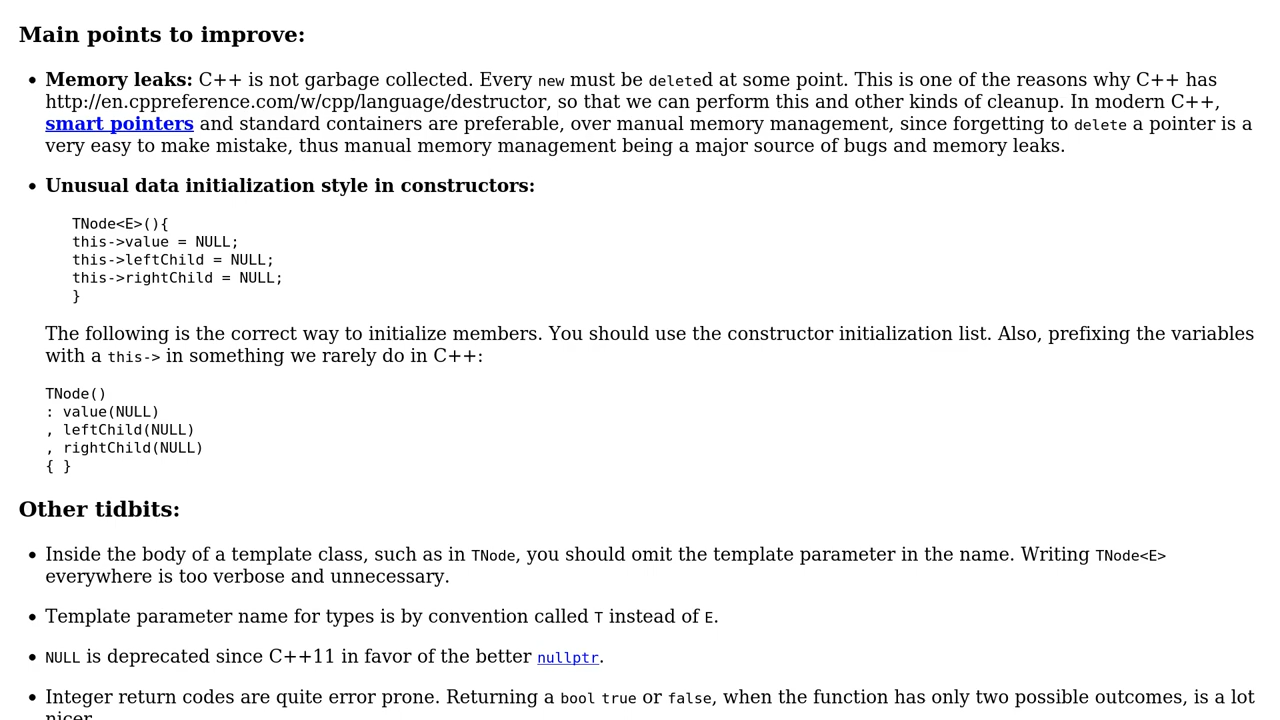 Main points to improve:
• Memory leaks: C++ is not garbage collected. Every new must be deleted at some point. This is one of the reasons why C++ has
http://en.cppreference.com/w/cpp/language/destructor, so that we can perform this and other kinds of cleanup. In modern C++,
smart pointers and standard containers are preferable, over manual memory management, since forgetting to delete a pointer is a
very easy to make mistake, thus manual memory management being a major source of bugs and memory leaks.
• Unusual data initialization style in constructors:
TNode<E>(){
this->value = NULL;
this->leftChild = NULL;
this->rightChild = NULL;
}
The following is the correct way to initialize members. You should use the constructor initialization list. Also, prefixing the variables
with a this-> in something we rarely do in C++:
TNode()
: value(NULL)
, leftChild(NULL)
, rightChild(NULL)
{ }
Other tidbits:
• Inside the body of a template class, such as in TNode, you should omit the template parameter in the name. Writing TNode<E>
everywhere is too verbose and unnecessary.
• Template parameter name for types is by convention called T instead of E.
• NULL is deprecated since C++11 in favor of the better nullptr.
• Integer return codes are quite error prone. Returning a bool true or false, when the function has only two possible outcomes, is a lot
nicer.